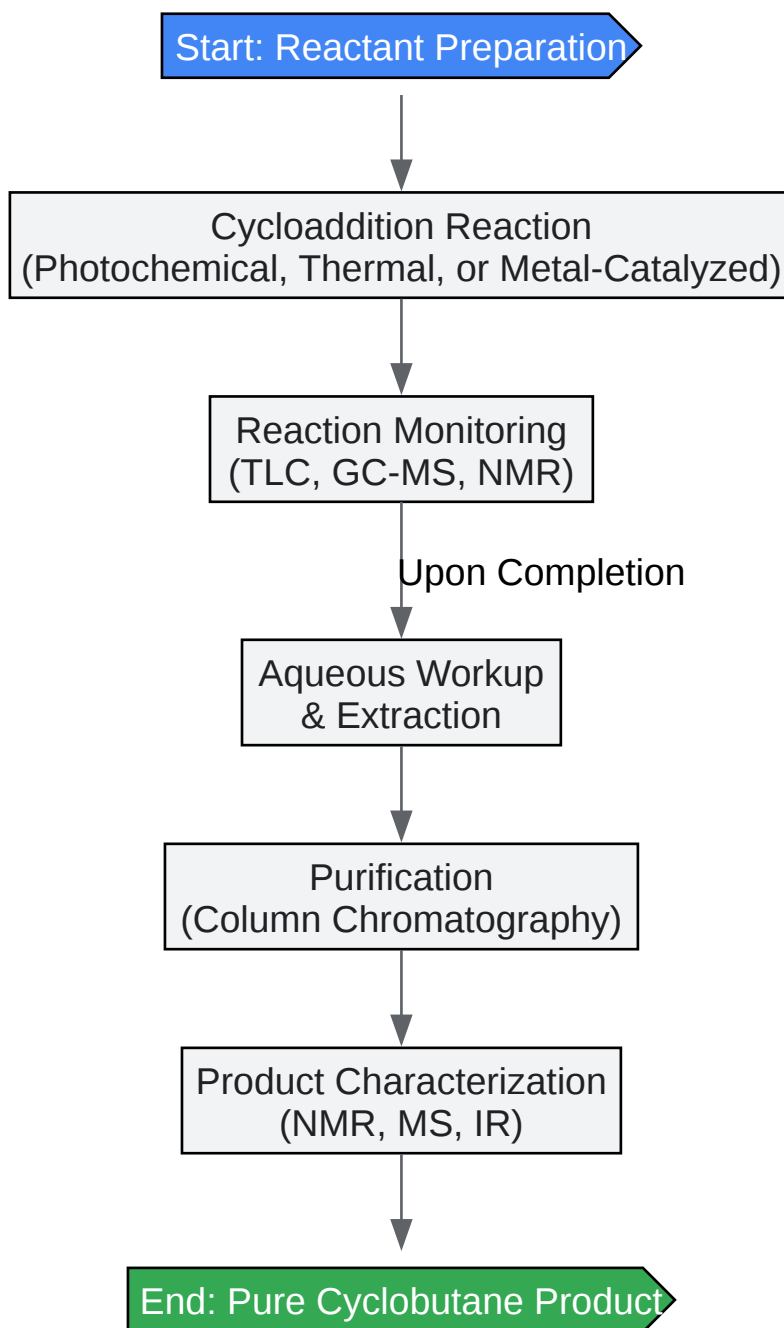 Start: Reactant Preparation
Cycloaddition Reaction
(Photochemical, Thermal, or Metal-Catalyzed)
Reaction Monitoring
(TLC, GC-MS, NMR)
Upon Completion
Aqueous Workup
& Extraction
Purification
(Column Chromatography)
Product Characterization
(NMR, MS, IR)
End: Pure Cyclobutane Product